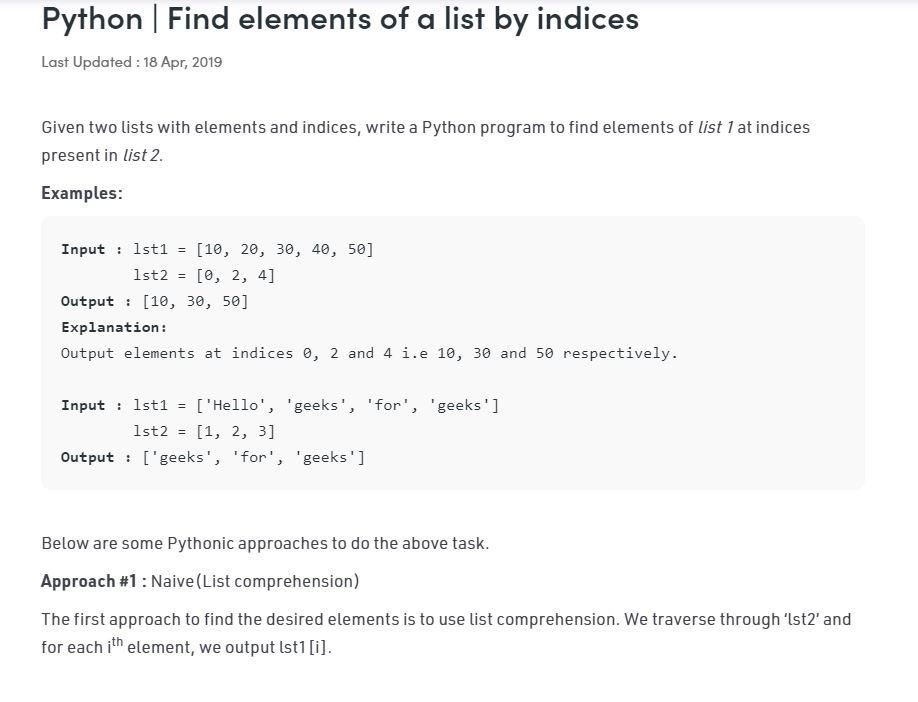 Python | Find elements of a list by indices
Last Updated : 18 Apr, 2019
Given two lists with elements and indices, write a Python program to find elements of list 1 at indices
present in list 2.
Examples:
Input : lst1 = [10, 20, 30, 40, 50]
lst2 = [0, 2, 4]
Output : [10, 30, 50]
Explanation:
Output elements at indices 0, 2 and 4 i.e 10, 30 and 50 respectively.
Input : lst1 = ['Hello', 'geeks', 'for', 'geeks']
lst2 = [1, 2, 3]
Output : ['geeks', 'for', 'geeks']
Below are some Pythonic approaches to do the above task.
Approach #1 : Naive(List comprehension)
The first approach to find the desired elements is to use list comprehension. We traverse through ‘lst2’ and
for each ith element, we output lst1[i].